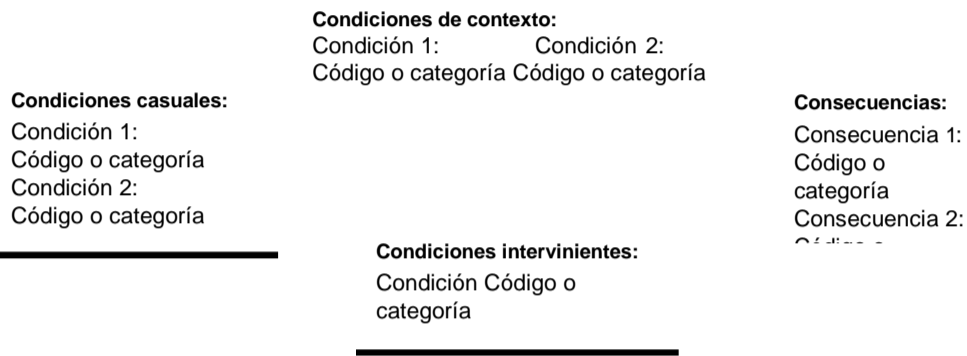 Condiciones de contexto:
Condición 1: Condición 2:
Código o categoría Código o categoría
Condiciones casuales:
Condición 1:
Código o categoría
Condición 2:
Código o categoría
Consecuencias:
Consecuencia 1:
Código o
categoría
Consecuencia 2:
Condiciones intervinientes:
Condición Código o
categoría